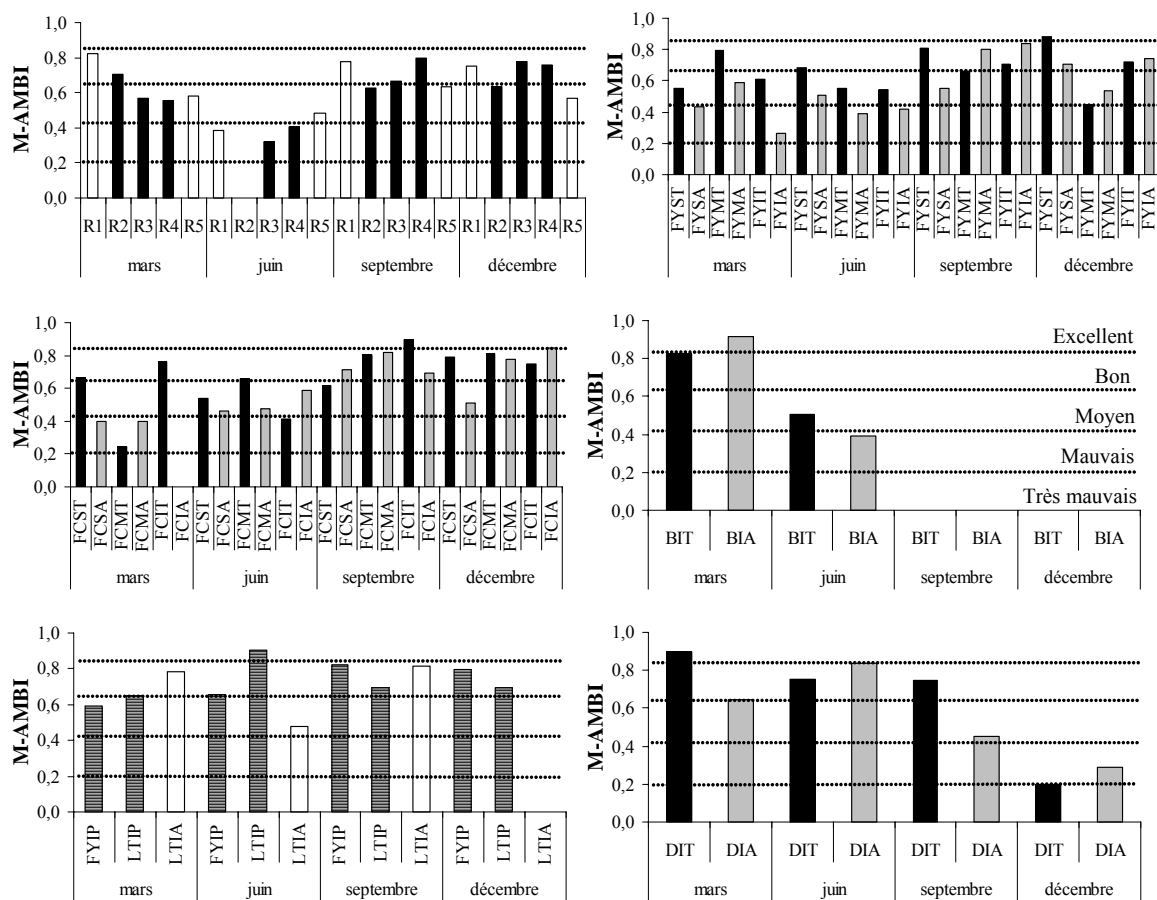 M-AMBI
1,0
0,8
0,6
0,4
0,2
0,0
R1 R2 R3 R4 R5 R1 R2 R3 R4 R5 R1 R2 R3 R4 R5 R1 R2 R3 R4 R5
mars juin septembre décembre
M-AMBI
1,0
0,8
0,6
0,4
0,2
0,0
FYST FYSA FYMT FYMA FYIT FYIA FYST FYSA FYMT FYMA FYIT FYIA FYST FYSA FYMT FYMA FYIT FYIA FYST FYSA FYMT FYMA FYIT FYIA
mars juin septembre décembre
M-AMBI
1,0
0,8
0,6
0,4
0,2
0,0
FCST FCSA FCMT FCMA FCIT FCIA FCST FCSA FCMT FCMA FCIT FCIA FCST FCSA FCMT FCMA FCIT FCIA FCST FCSA FCMT FCMA FCIT FCIA
mars juin septembre décembre
M-AMBI
1,0
0,8
0,6
0,4
0,2
0,0
Excellent
Bon
Moyen
Mauvais
Très mauvais
BIT BIA BIT BIA BIT BIA BIT BIA
mars juin septembre décembre
M-AMBI
1,0
0,8
0,6
0,4
0,2
0,0
FYIP LTIP LTIA FYIP LTIP LTIA FYIP LTIP LTIA FYIP LTIP LTIA
mars juin septembre décembre
M-AMBI
1,0
0,8
0,6
0,4
0,2
0,0
DIT DIA DIT DIA DIT DIA DIT DIA
mars juin septembre décembre